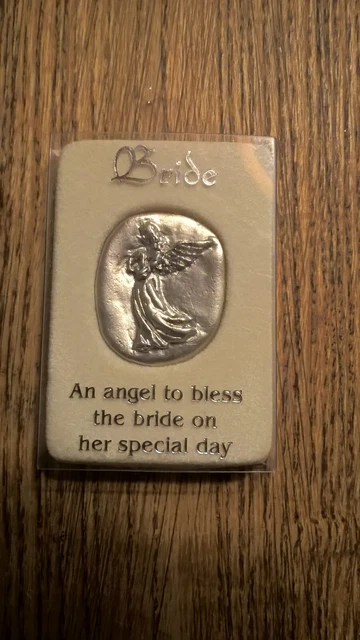 Bride
An angel to bless
the bride on
her special day